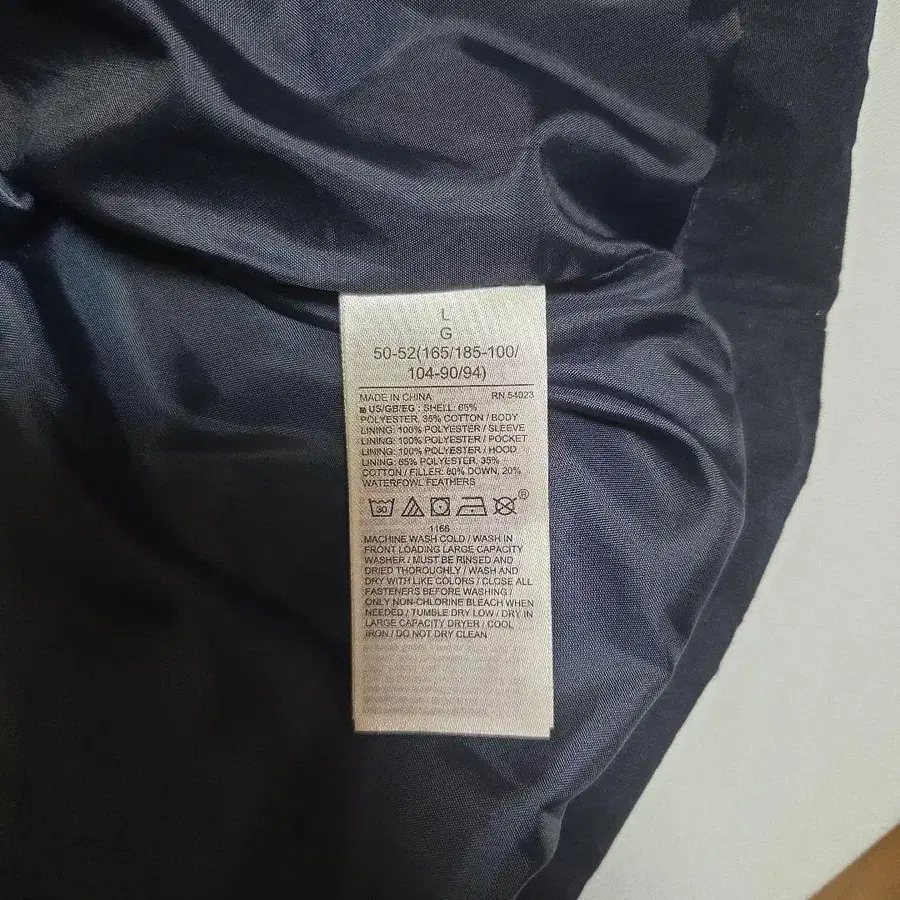 L
G
50-52(165/185-100/
104-90/94)
MADE IN CHINA RN 54023
US/GB/EG : SHELL: 65%
POLYESTER, 35% COTTON / BODY
LINING: 100% POLYESTER / SLEEVE
LINING: 100% POLYESTER / POCKET
LINING: 100% POLYESTER / HOOD
LINING: 65% POLYESTER, 35%
COTTON / FILLER: 80% DOWN, 20%
WATERFOWL FEATHERS
30 ®
1166
MACHINE WASH COLD / WASH IN
FRONT LOADING LARGE CAPACITY
WASHER / MUST BE RINSED AND
DRIED THOROUGHLY / WASH AND
DRY WITH LIKE COLORS / CLOSE ALL
FASTENERS BEFORE WASHING /
ONLY NON-CHLORINE BLEACH WHEN
NEEDED / TUMBLE DRY LOW / DRY IN
LARGE CAPACITY DRYER / COOL
IRON / DO NOT DRY CLEAN